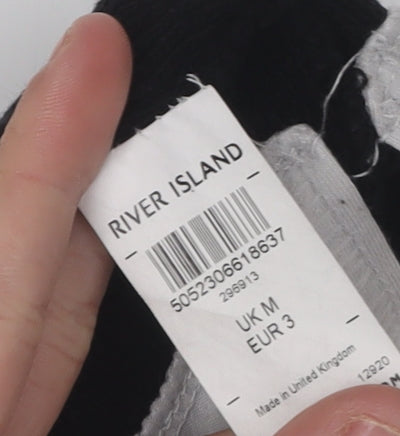 RIVER ISLAND
5052306618637
296913
UK M
EUR 3
Made in United Kingdom
12920